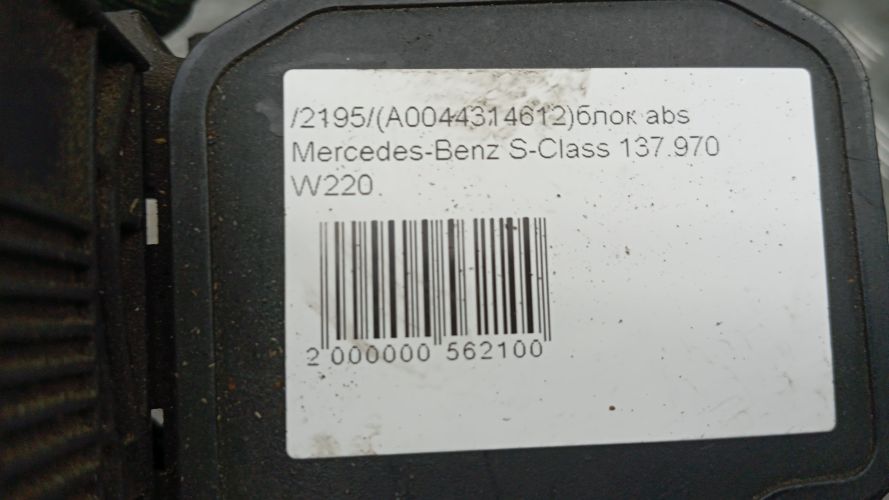 /2195/(A0044314612)блок abs
Mercedes-Benz S-Class 137.970
W220.
2 000000 562100